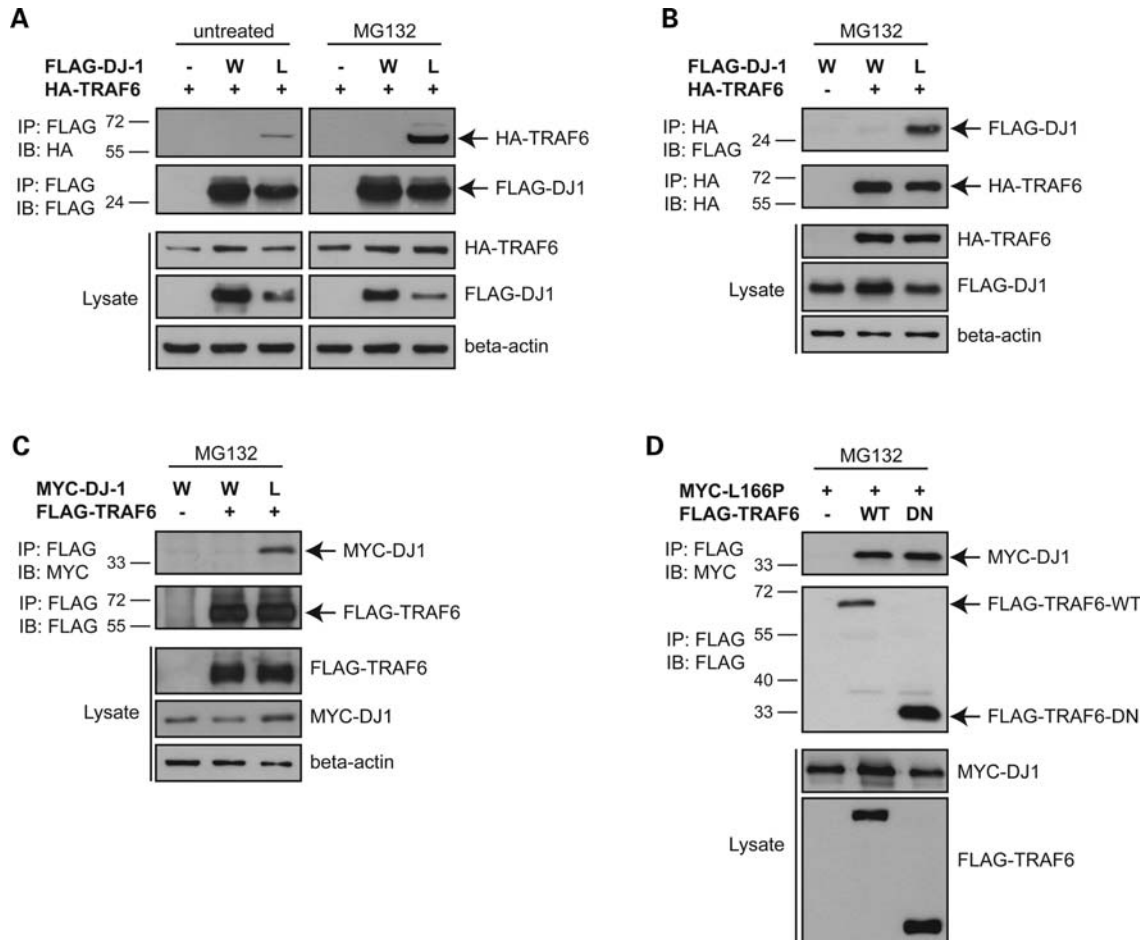 A
untreated MG132
FLAG-DJ-1 - W L - W L
HA-TRAF6 + + + + + +
IP: FLAG 72
IB: HA 55
HA-TRAF6
IP: FLAG
IB: FLAG 24
FLAG-DJ1
HA-TRAF6
Lysate FLAG-DJ1
beta-actin
B
MG132
FLAG-DJ-1 W W L
HA-TRAF6 - + +
IP: HA
IB: FLAG 24
FLAG-DJ1
IP: HA 72
IB: HA 55
HA-TRAF6
HA-TRAF6
Lysate FLAG-DJ1
beta-actin
C
MG132
MYC-DJ-1 W W L
FLAG-TRAF6 - + +
IP: FLAG
IB: MYC 33
MYC-DJ1
IP: FLAG 72
IB: FLAG 55
FLAG-TRAF6
FLAG-TRAF6
Lysate MYC-DJ1
beta-actin
D
MG132
MYC-L166P + + +
FLAG-TRAF6 - WT DN
IP: FLAG
IB: MYC 33
MYC-DJ1
72
FLAG-TRAF6-WT
55
IP: FLAG
IB: FLAG
40
33
FLAG-TRAF6-DN
MYC-DJ1
Lysate
FLAG-TRAF6